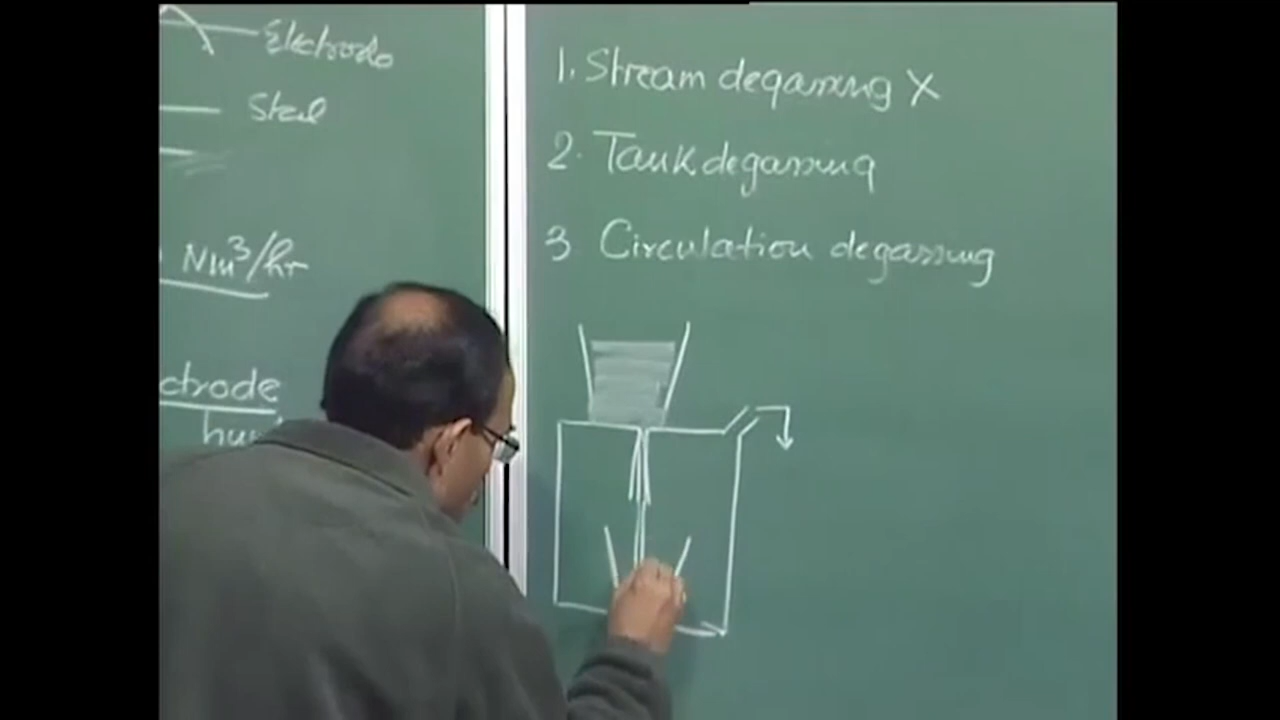 Electrode
Steel
Nm³/hr
ctrode
1. Stream degassing X
2. Tank degassing
3 Circulation degassing